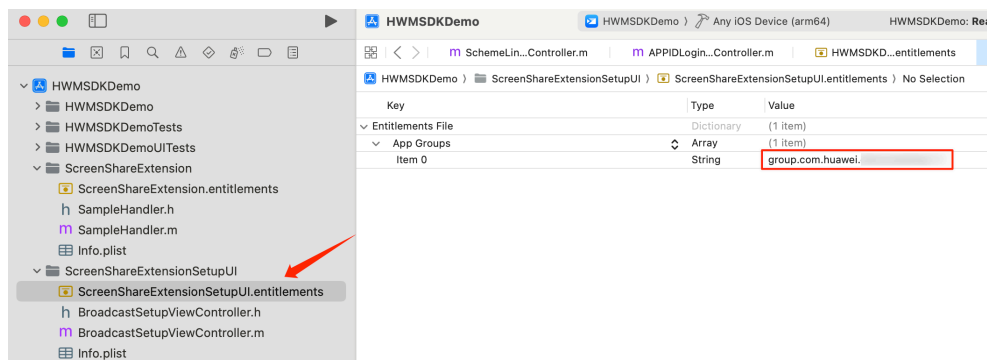 HWMSDKDemo
HWMSDKDemo 〉 Any iOS Device (arm64)
HWMSDKDemo: Rea
m SchemeLin...Controller.m
m APPIDLogin...Controller.m
HWMSDKD...entitlements
HWMSDKDemo 〉 ScreenShareExtensionSetupUI 〉 ScreenShareExtensionSetupUI.entitlements 〉 No Selection
HWMSDKDemo
HWMSDKDemo
HWMSDKDemoTests
HWMSDKDemoUITests
ScreenShareExtension
ScreenShareExtension.entitlements
h SampleHandler.h
m SampleHandler.m
Info.plist
ScreenShareExtensionSetupUI
ScreenShareExtensionSetupUI.entitlements
h BroadcastSetupViewController.h
m BroadcastSetupViewController.m
Info.plist
Key Type Value
Entitlements File Dictionary (1 item)
App Groups Array (1 item)
Item 0 String group.com.huawei.